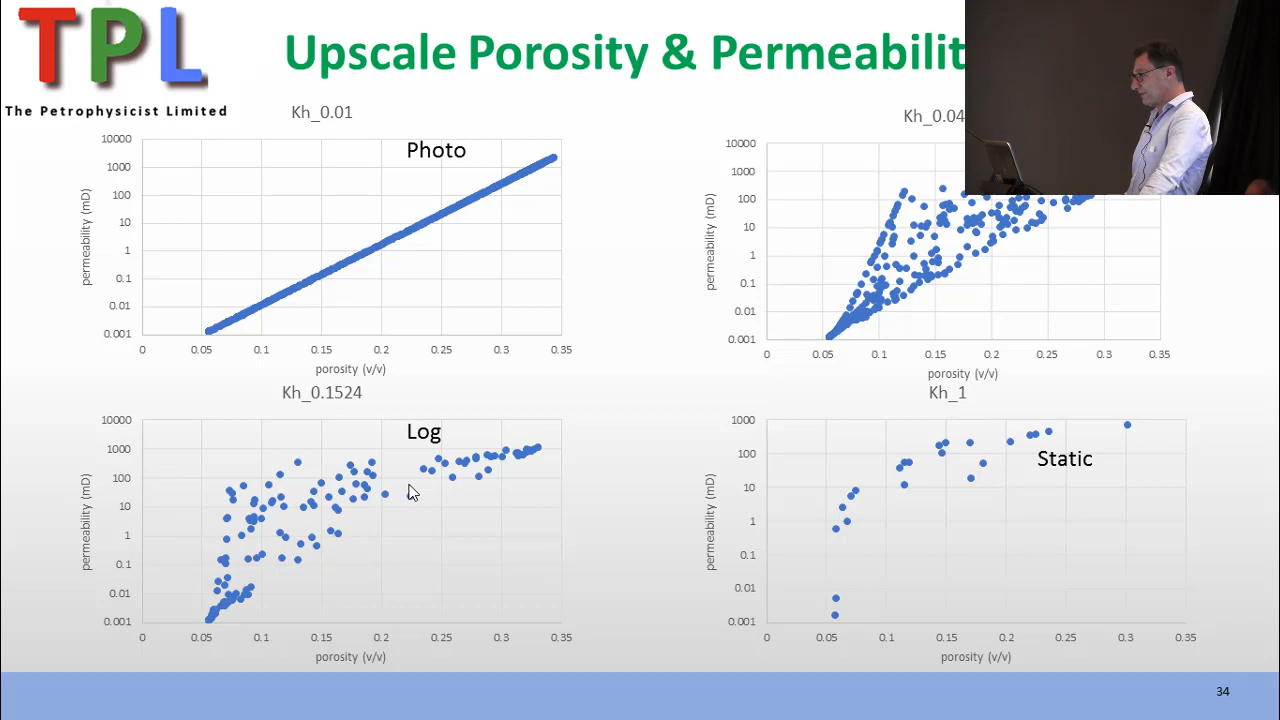 TPL
The Petrophysicist Limited
Upscale Porosity & Permeabilit
Kh_0.01
Photo
10000
1000
100
10
1
0.1
0.01
0.001
permeability (mD)
0 0.05 0.1 0.15 0.2 0.25 0.3 0.35
porosity (v/v)
Kh_0.04
10000
1000
100
10
1
0.1
0.01
0.001
permeability (mD)
0 0.05 0.1 0.15 0.2 0.25 0.3 0.35
porosity (v/v)
Kh_0.1524
Log
10000
1000
100
10
1
0.1
0.01
0.001
permeability (mD)
0 0.05 0.1 0.15 0.2 0.25 0.3 0.35
porosity (v/v)
Kh_1
Static
1000
100
10
1
0.1
0.01
0.001
permeability (mD)
0 0.05 0.1 0.15 0.2 0.25 0.3 0.35
porosity (v/v)
34